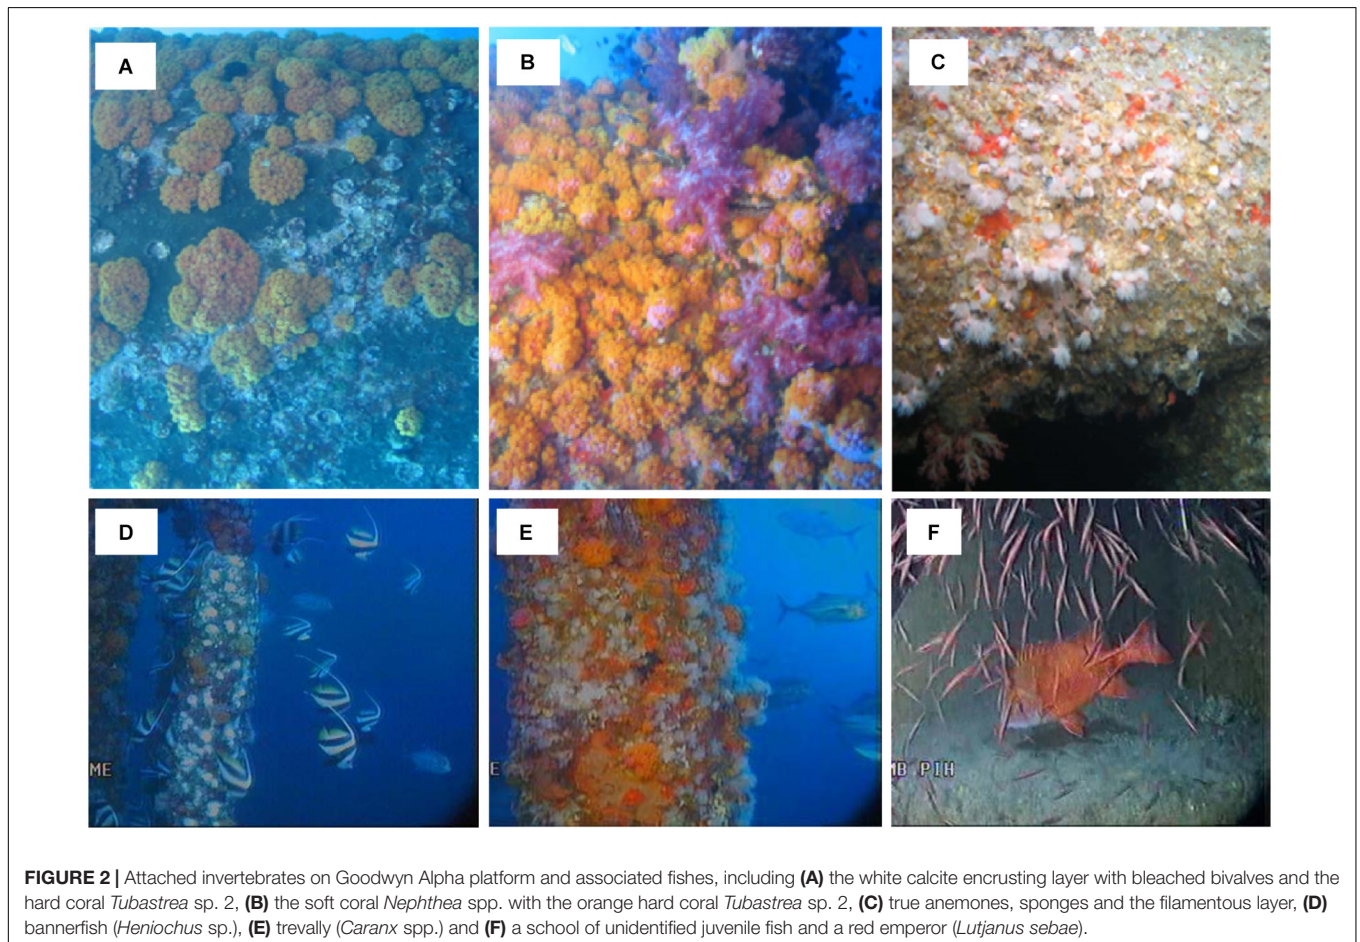 A
B
C
D
E
F
ME
E
MB PIH
FIGURE 2 | Attached invertebrates on Goodwyn Alpha platform and associated fishes, including (A) the white calcite encrusting layer with bleached bivalves and the
hard coral Tubastrea sp. 2, (B) the soft coral Nephthea spp. with the orange hard coral Tubastrea sp. 2, (C) true anemones, sponges and the filamentous layer, (D)
bannerfish (Heniochus sp.), (E) trevally (Caranx spp.) and (F) a school of unidentified juvenile fish and a red emperor (Lutjanus sebae).